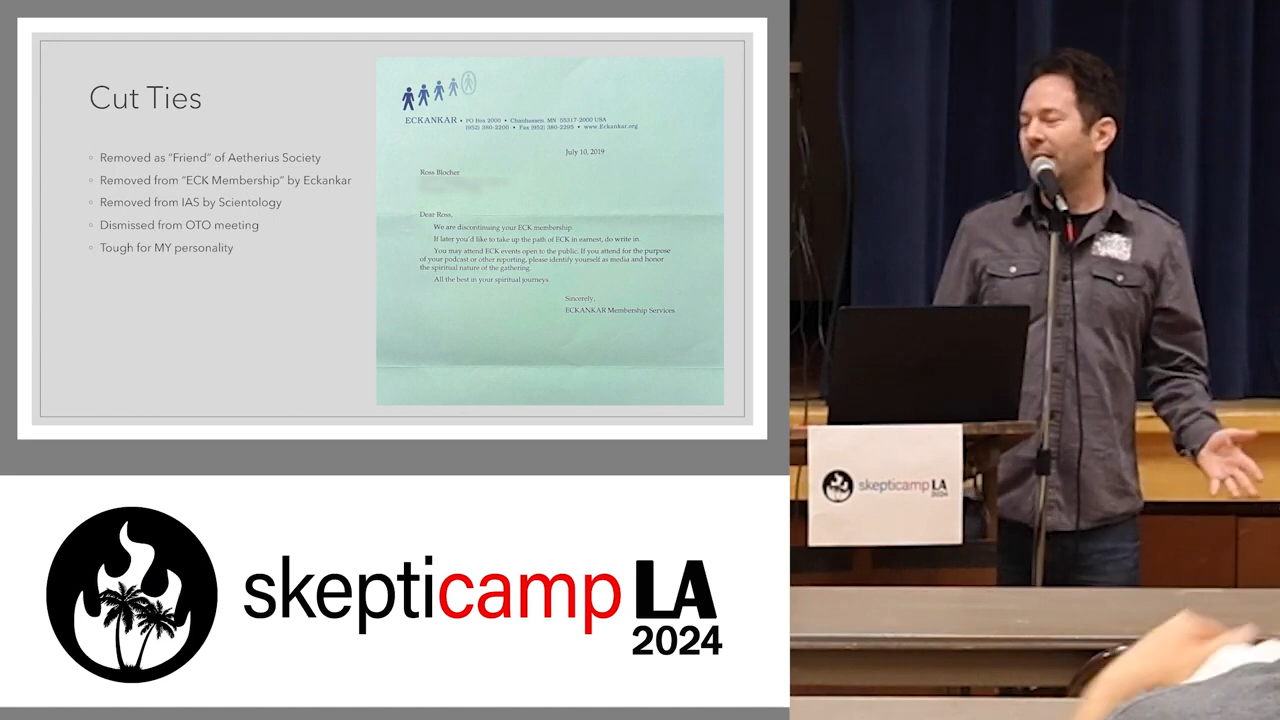 Cut Ties
Removed as “Friend” of Aetherius Society
Removed from “ECK Membership” by Eckankar
Removed from IAS by Scientology
Dismissed from OTO meeting
Tough for MY personality
ECKANKAR • PO Box 2000 • Chanhassen, MN 55317-2000 USA
(952) 380-2200 • Fax (952) 380-2295 • www.Eckankar.org
July 10, 2019
Ross Blocher
Dear Ross,
We are discontinuing your ECK membership.
If later you'd like to take up the path of ECK in earnest, do write in.
You may attend ECK events open to the public. If you attend for the purpose
of your podcast or other reporting, please identify yourself as media and honor
the spiritual nature of the gathering.
All the best in your spiritual journeys.
Sincerely,
ECKANKAR Membership Services
skepticamp LA
2024
skepticamp LA
2024